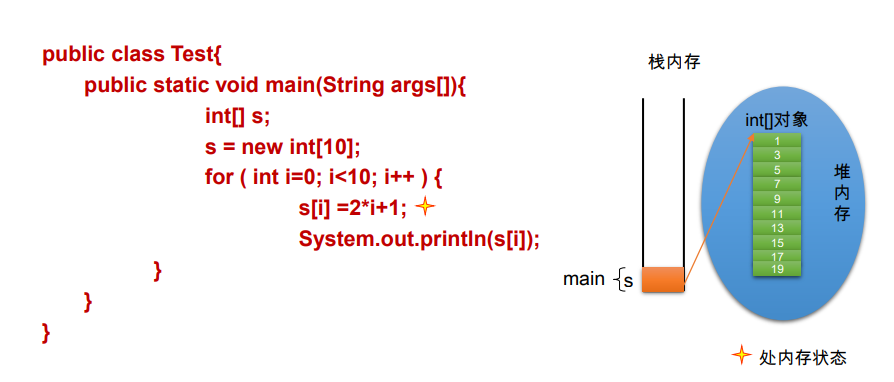 public class Test{
public static void main(String args[]){
int[] s;
s = new int[10];
for ( int i=0; i<10; i++ ) {
s[i] =2*i+1;
System.out.println(s[i]);
}
}
}
栈内存
int[]对象
1
3
5
7
9
11
13
15
17
19
堆
内
存
main
s
处内存状态